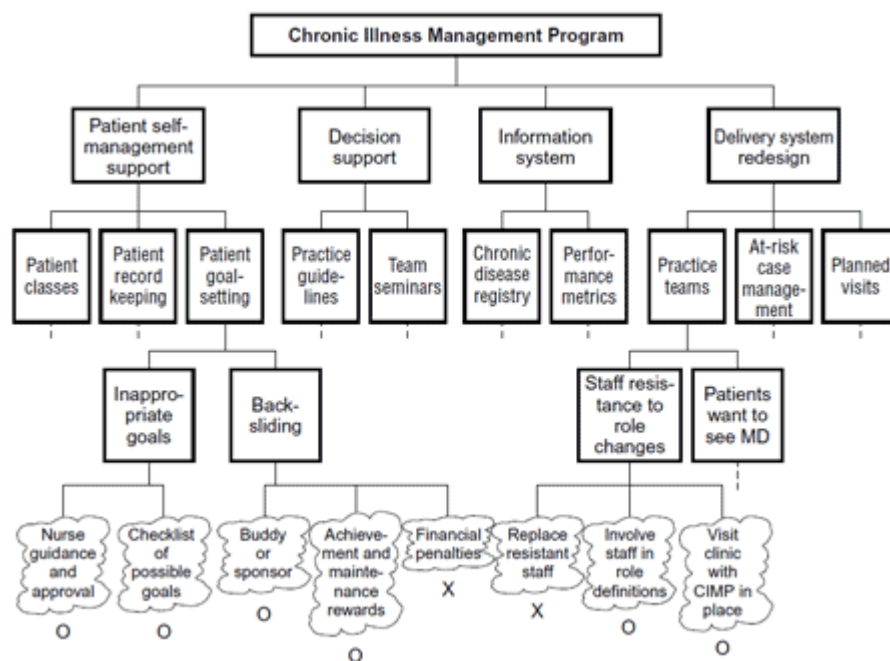 Chronic Illness Management Program
Patient self-
management
support
Decision
support
Information
system
Delivery system
redesign
Patient
classes
Patient
record
keeping
Patient
goal-
setting
Practice
guide-
lines
Team
seminars
Chronic
disease
registry
Perfor-
mance
metrics
Practice
teams
At-risk
case
manage-
ment
Planned
visits
Inappro-
priate
goals
Back-
sliding
Staff resis-
tance to
role
changes
Patients
want to
see MD
Nurse
guidance
and
approval
O
Checklist
of
possible
goals
O
Buddy
or
sponsor
O
Achieve-
ment and
mainte-
nance
rewards
O
Financial
penalties
X
Replace
resistant
staff
X
Involve
staff in
role
definitions
O
Visit
clinic
with
CIMP in
place
O